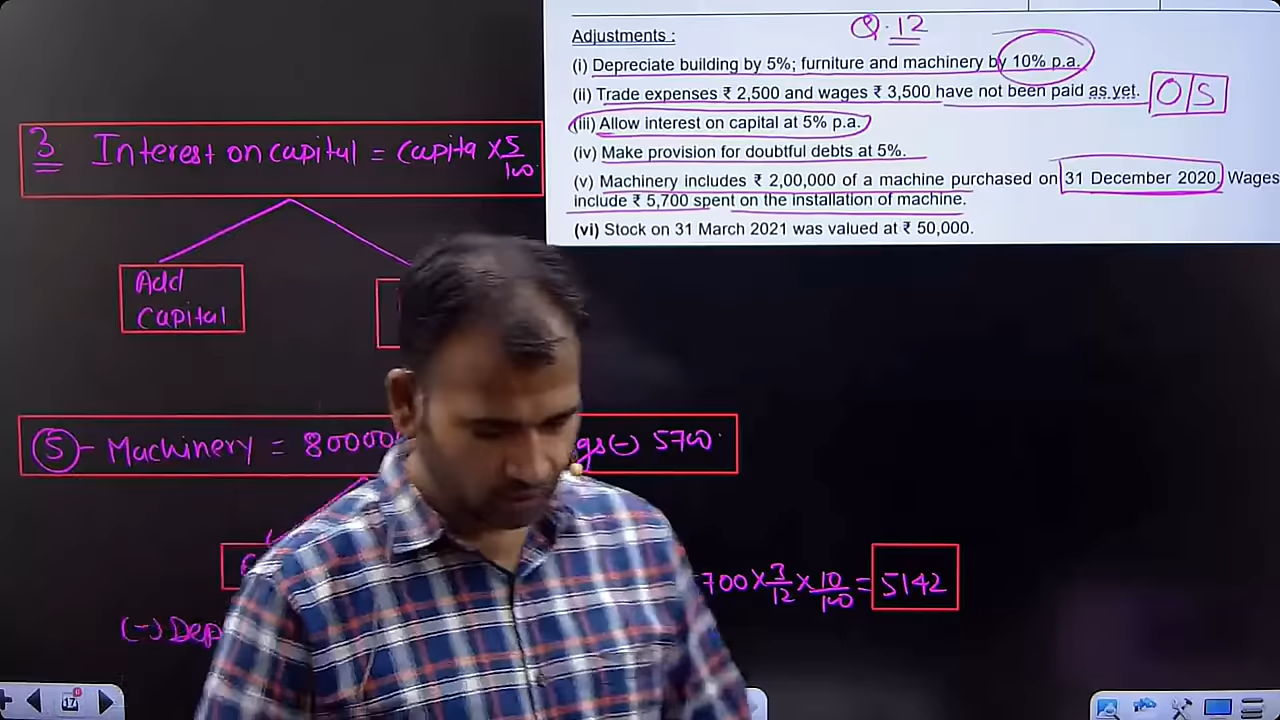 Q.12
Adjustments :
(i) Depreciate building by 5%; furniture and machinery by 10% p.a.
(ii) Trade expenses ₹ 2,500 and wages ₹ 3,500 have not been paid as yet.
O/S
(iii) Allow interest on capital at 5% p.a.
(iv) Make provision for doubtful debts at 5%.
(v) Machinery includes ₹ 2,00,000 of a machine purchased on 31 December 2020. Wages
include ₹ 5,700 spent on the installation of machine.
(vi) Stock on 31 March 2021 was valued at ₹ 50,000.
3 Interest on capital = Capita × 5/100
Add
Capital
(5) - Machinery = 80000
gs (-) 5700
700 × 3/12 × 10/100 = 5142
(-) Dep
17